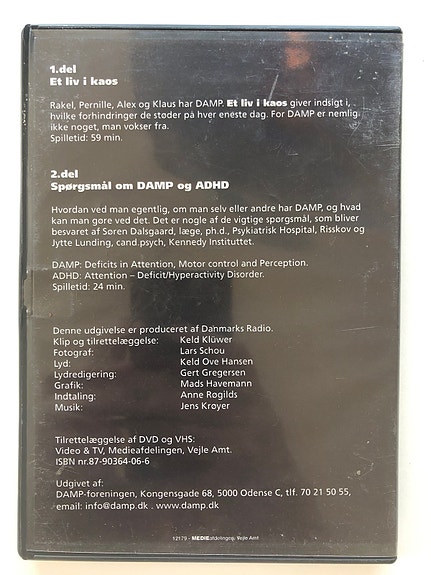 1.del
Et liv i kaos
Rakel, Pernille, Alex og Klaus har DAMP. Et liv i kaos giver indsigt i,
hvilke forhindringer de støder på hver eneste dag. For DAMP er nemlig
ikke noget, man vokser fra.
Spilletid: 59 min.
2.del
Spørgsmål om DAMP og ADHD
Hvordan ved man egentlig, om man selv eller andre har DAMP, og hvad
kan man gøre ved det. Det er nogle af de vigtige spørgsmål, som bliver
besvaret af Søren Dalsgaard, læge, ph.d., Psykiatrisk Hospital, Risskov og
Jytte Lunding, cand.psych, Kennedy Instituttet.
DAMP: Deficits in Attention, Motor control and Perception.
ADHD: Attention – Deficit/Hyperactivity Disorder.
Spilletid: 24 min.
Denne udgivelse er produceret af Danmarks Radio.
Klip og tilrettelæggelse: Keld Klüwer
Fotograf: Lars Schou
Lyd: Keld Ove Hansen
Lydredigering: Gert Gregersen
Grafik: Mads Havemann
Indtaling: Anne Rogilds
Musik: Jens Krøyer
Tilrettelæggelse af DVD og VHS:
Video & TV, Medieafdelingen, Vejle Amt.
ISBN nr.87-90364-06-6
Udgivet af:
DAMP-foreningen, Kongensgade 68, 5000 Odense C, tlf. 70 21 50 55,
email: info@damp.dk . www.damp.dk
12179 - MEDIEafdelingen, Vejle Amt